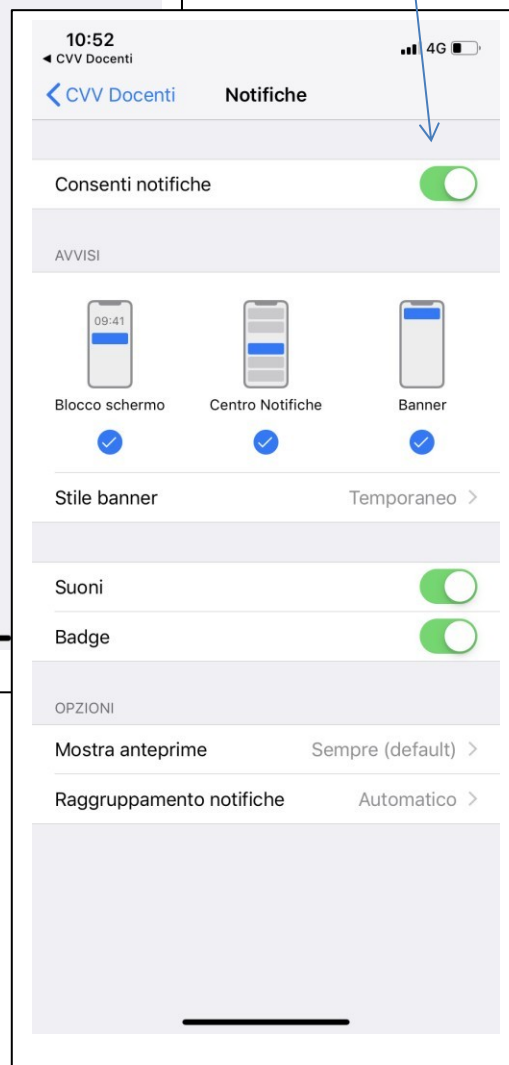 10:52
4G
◀ CVV Docenti
CVV Docenti Notifiche
Consenti notifiche
AVVISI
09:41
Blocco schermo Centro Notifiche Banner
Stile banner Temporaneo >
Suoni
Badge
OPZIONI
Mostra anteprime Sempre (default) >
Raggruppamento notifiche Automatico >